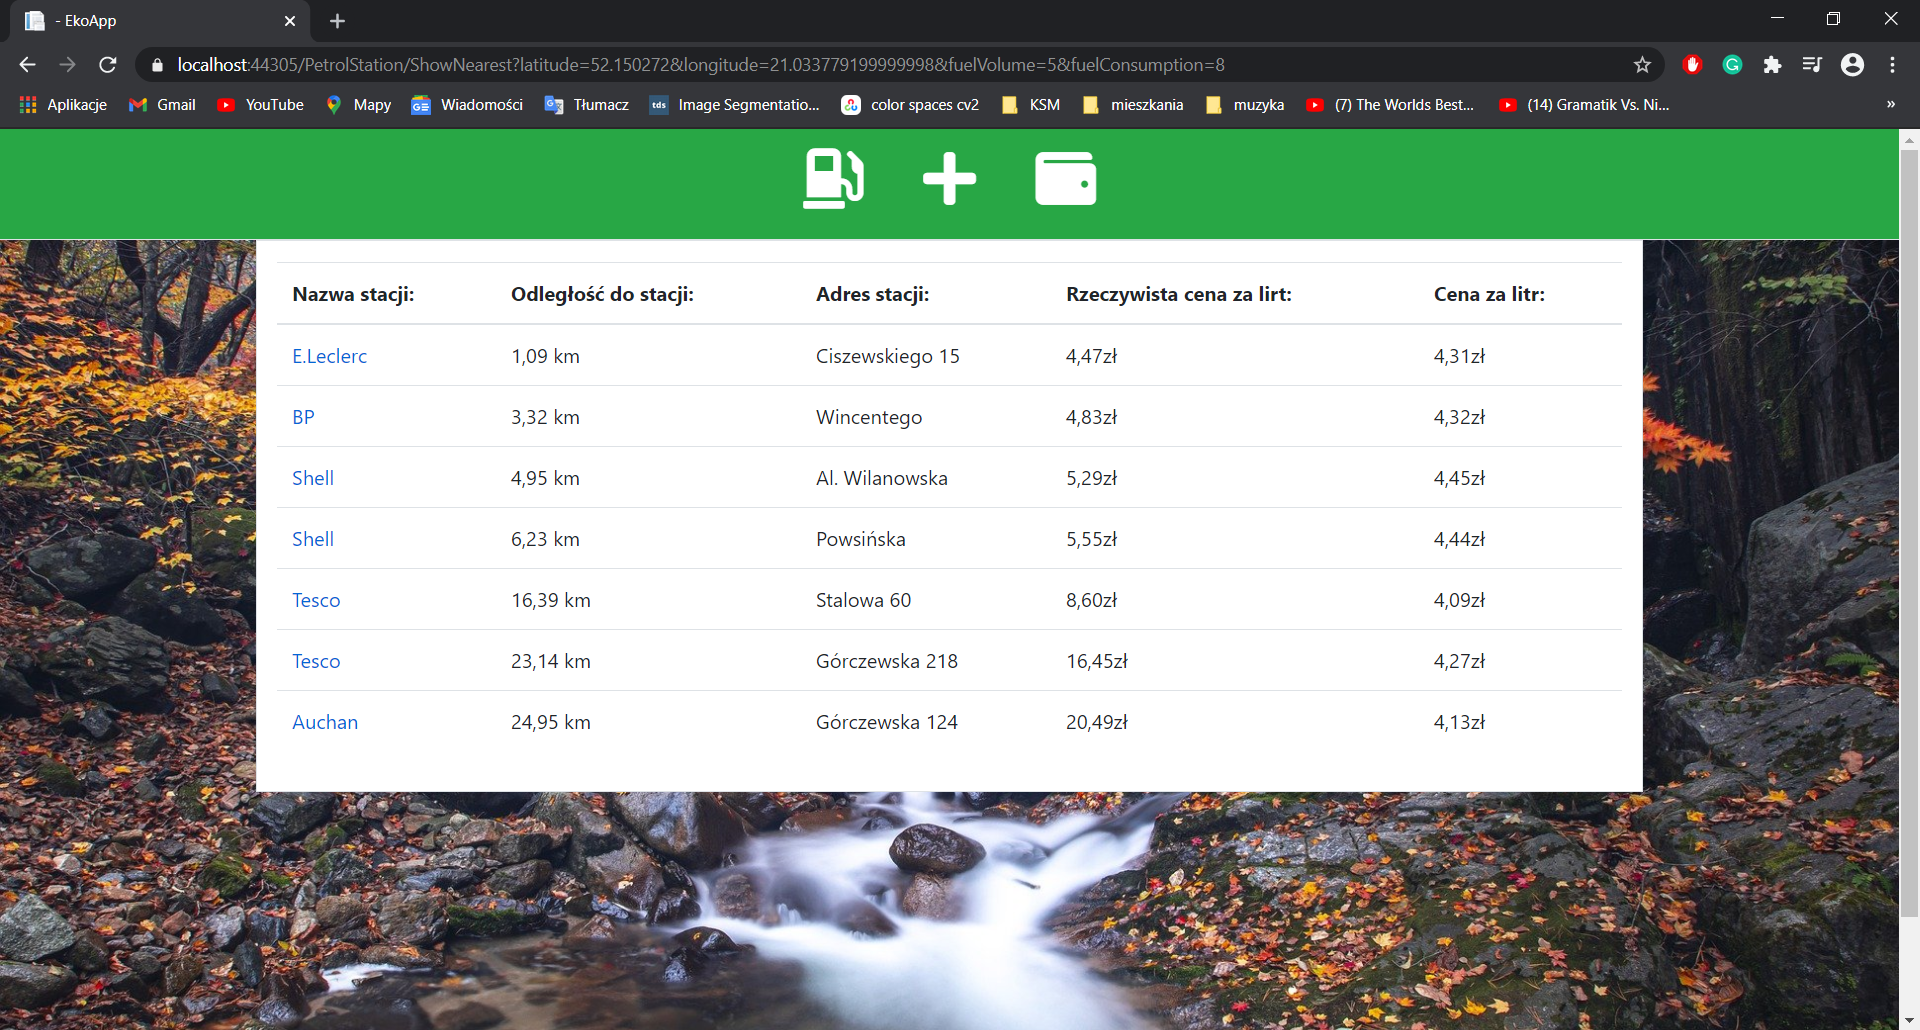 - EkoApp
localhost:44305/PetrolStation/ShowNearest?latitude=52.150272&longitude=21.033779199999998&fuelVolume=5&fuelConsumption=8
Aplikacje Gmail YouTube Mapy Wiadomości Tłumacz tds Image Segmentatio... color spaces cv2 KSM mieszkania muzyka (7) The Worlds Best... (14) Gramatik Vs. Ni... »
Nazwa stacji: Odległość do stacji: Adres stacji: Rzeczywista cena za lirt: Cena za litr:
E.Leclerc 1,09 km Ciszewskiego 15 4,47zł 4,31zł
BP 3,32 km Wincentego 4,83zł 4,32zł
Shell 4,95 km Al. Wilanowska 5,29zł 4,45zł
Shell 6,23 km Powsińska 5,55zł 4,44zł
Tesco 16,39 km Stalowa 60 8,60zł 4,09zł
Tesco 23,14 km Górczewska 218 16,45zł 4,27zł
Auchan 24,95 km Górczewska 124 20,49zł 4,13zł